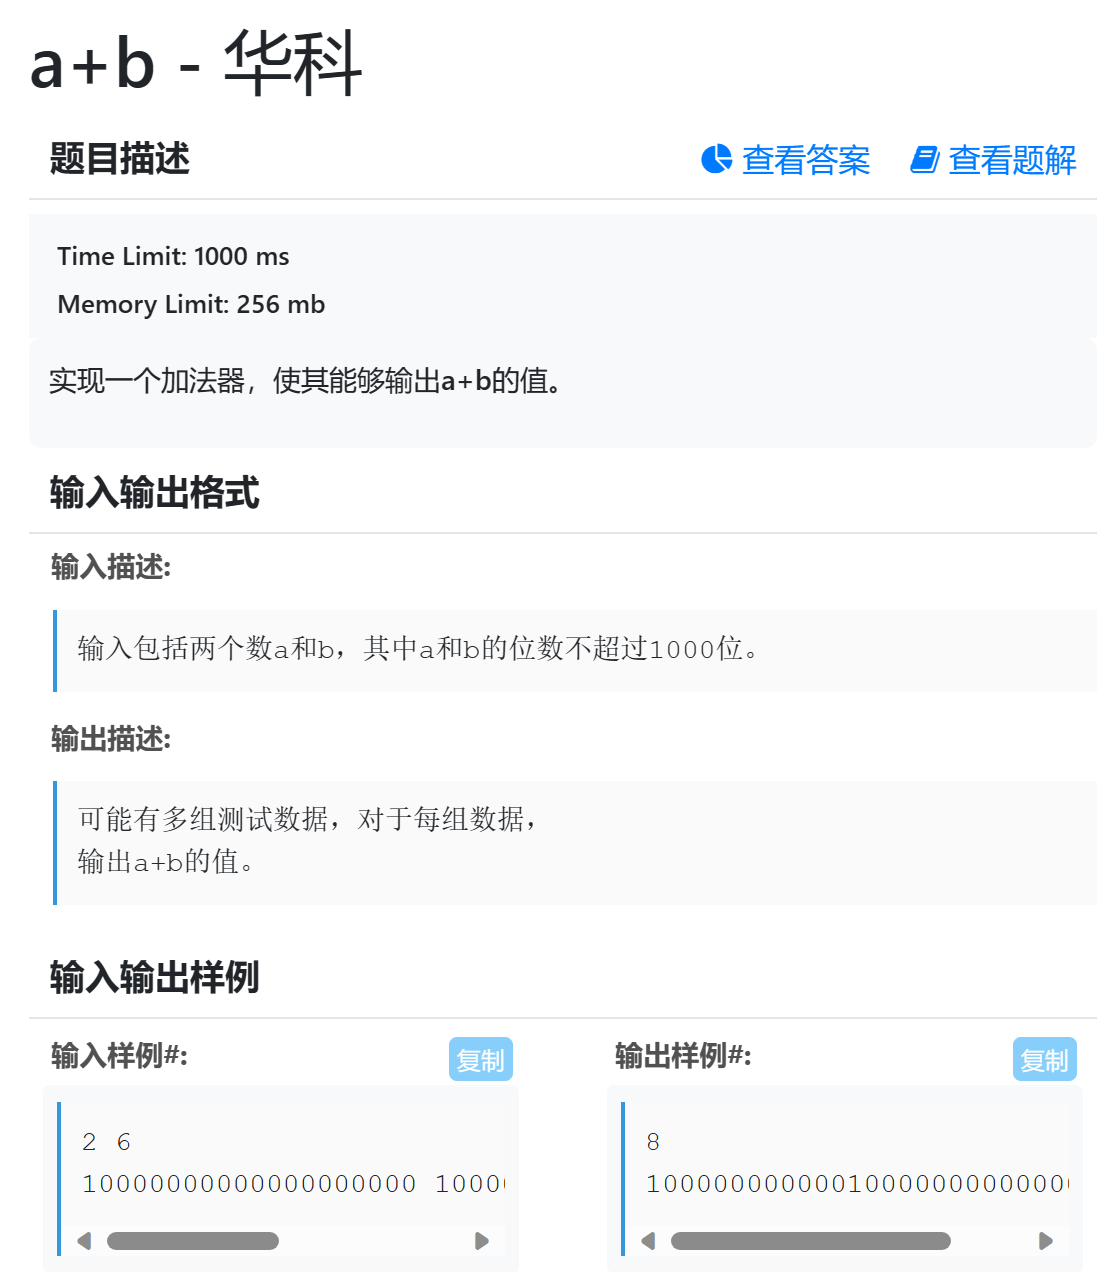 a+b - 华科
题目描述
查看答案
查看题解
Time Limit: 1000 ms
Memory Limit: 256 mb
实现一个加法器，使其能够输出a+b的值。
输入输出格式
输入描述:
输入包括两个数a和b，其中a和b的位数不超过1000位。
输出描述:
可能有多组测试数据，对于每组数据，
输出a+b的值。
输入输出样例
输入样例#:
复制
输出样例#:
复制
2 6
10000000000000000000 10000
8
10000000000001000000000000000